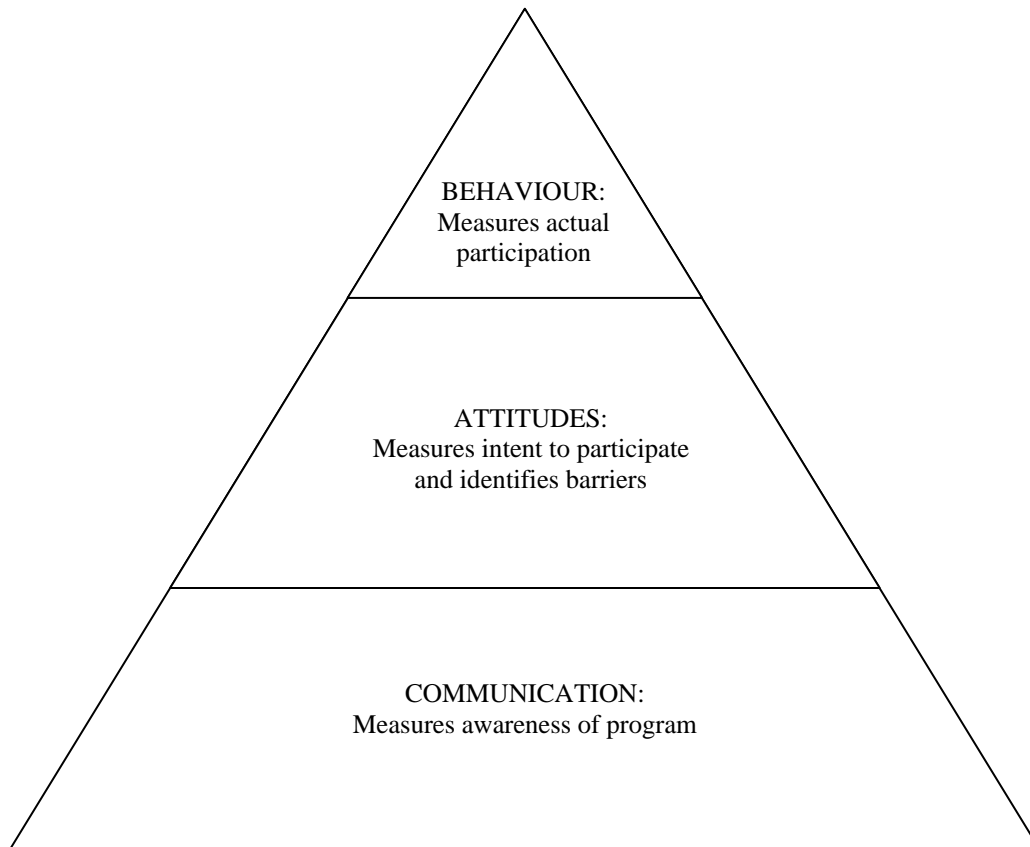 BEHAVIOUR:
Measures actual
participation
ATTITUDES:
Measures intent to participate
and identifies barriers
COMMUNICATION:
Measures awareness of program